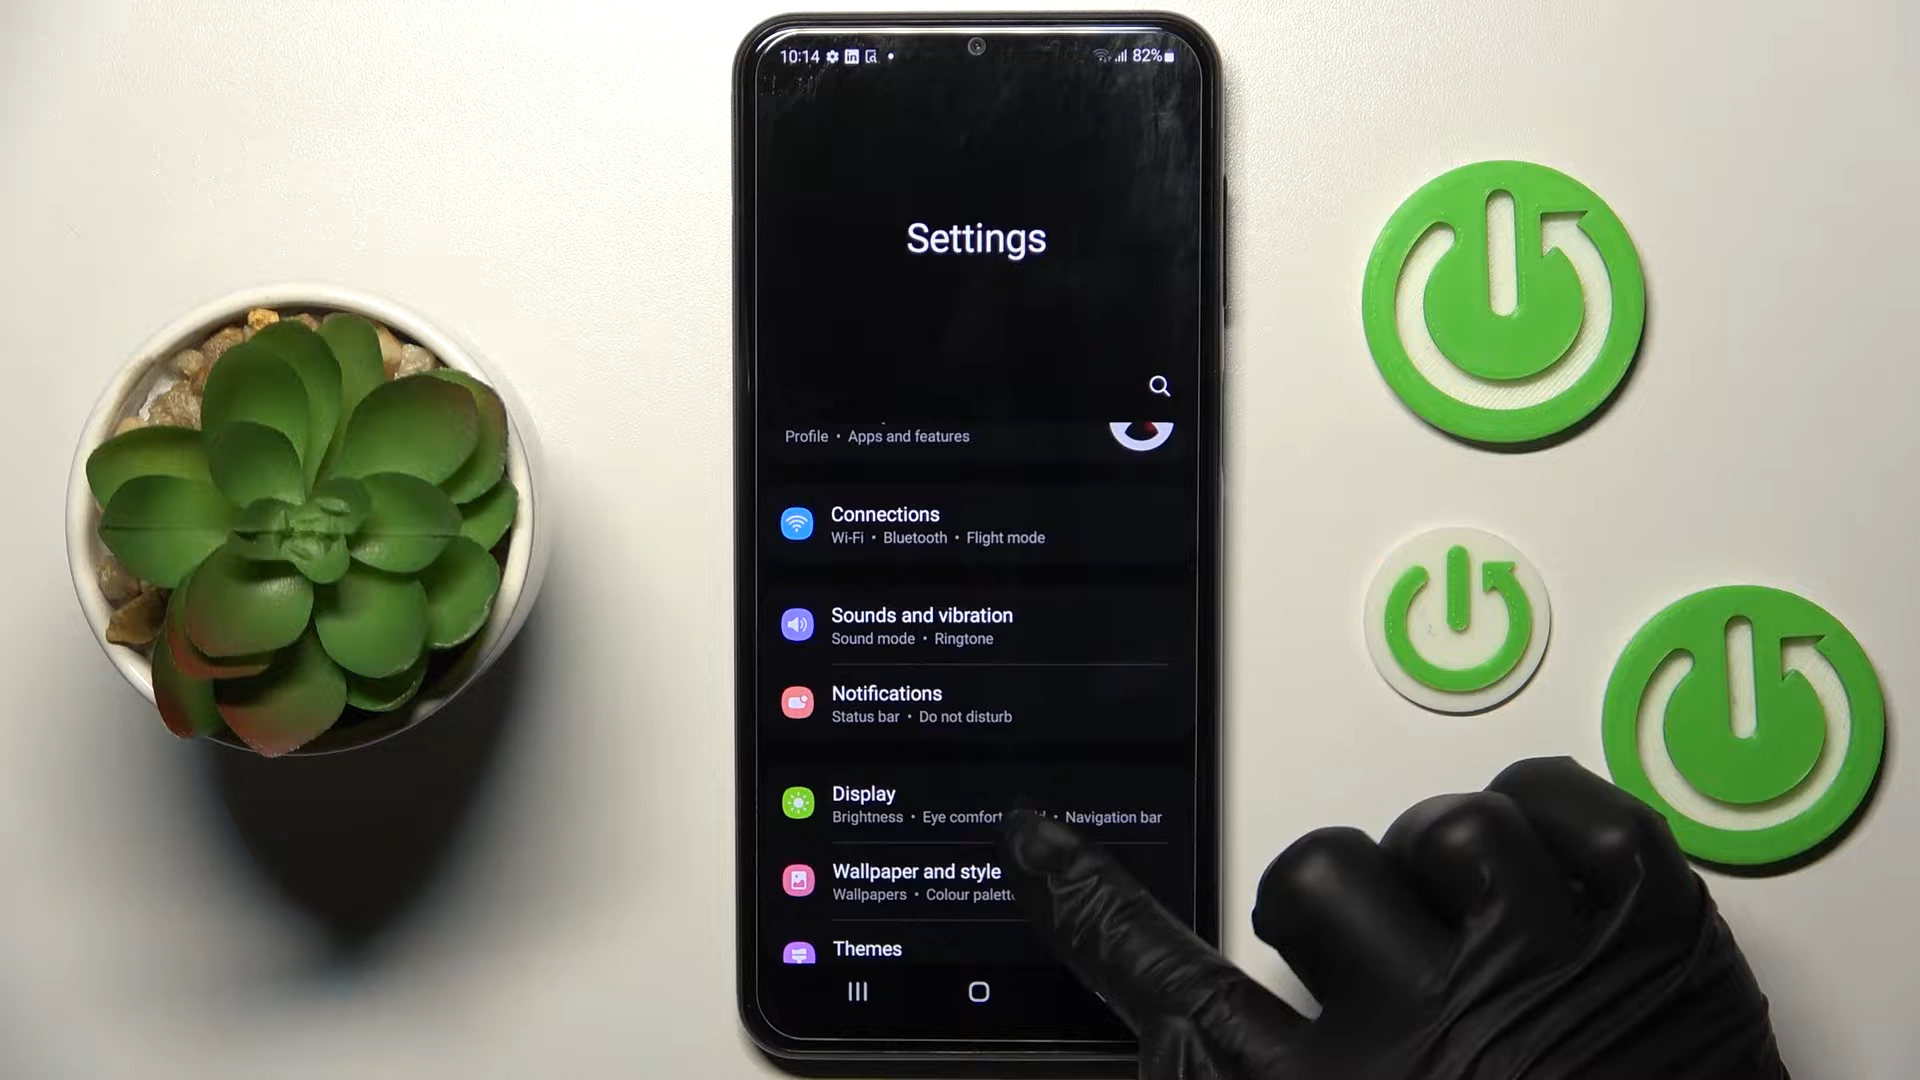 10:14
82%
Settings
Profile • Apps and features
Connections
Wi-Fi • Bluetooth • Flight mode
Sounds and vibration
Sound mode • Ringtone
Notifications
Status bar • Do not disturb
Display
Brightness • Eye comfort • Navigation bar
Wallpaper and style
Wallpapers • Colour
Themes